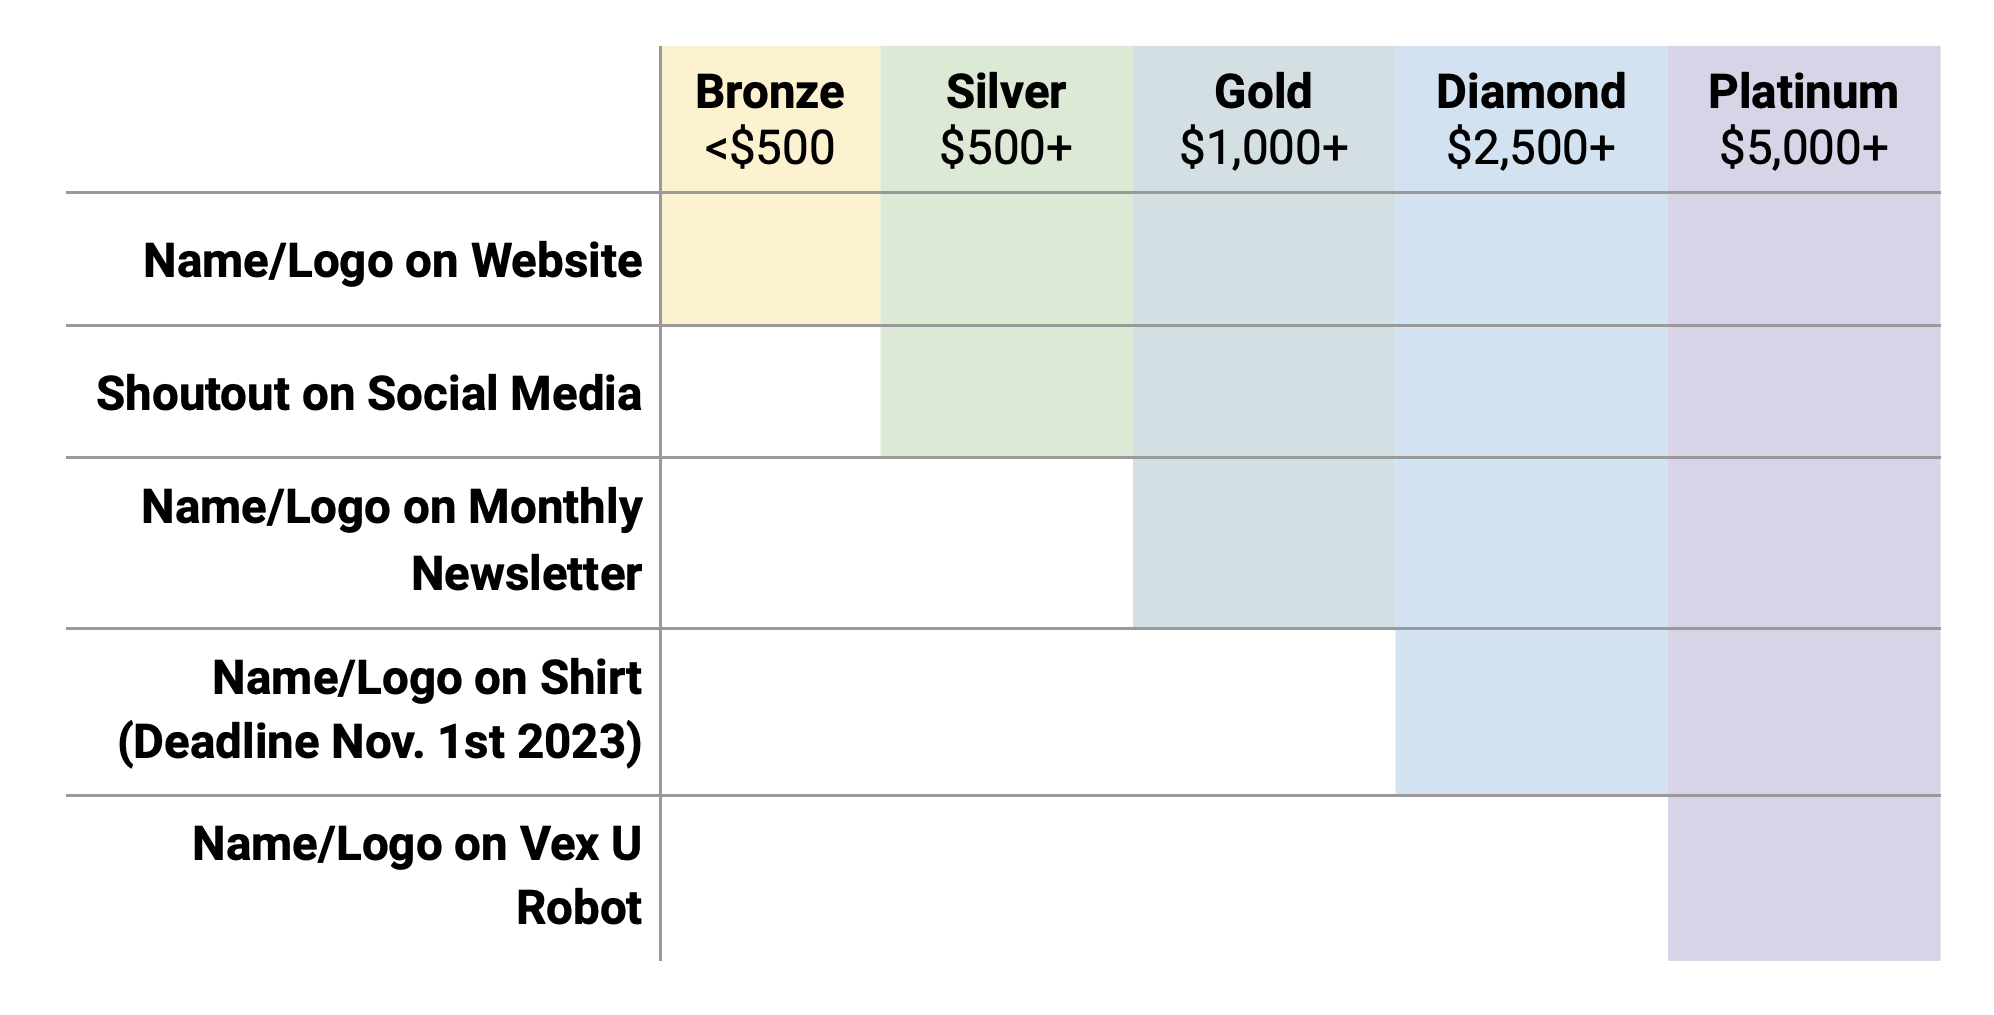 Bronze Silver Gold Diamond Platinum
<$500 $500+ $1,000+ $2,500+ $5,000+
Name/Logo on Website
Shoutout on Social Media
Name/Logo on Monthly
Newsletter
Name/Logo on Shirt
(Deadline Nov. 1st 2023)
Name/Logo on Vex U
Robot